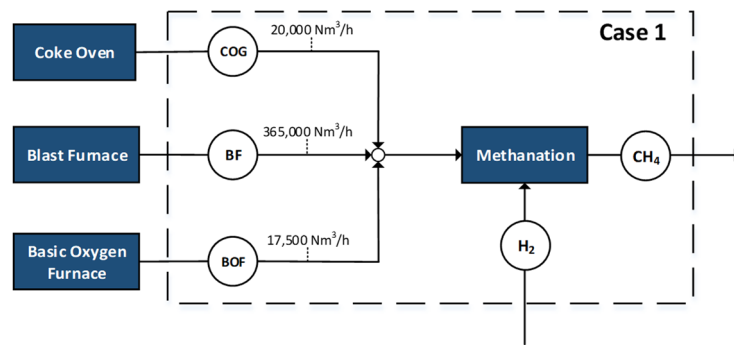 Case 1
Coke Oven
COG
20,000 Nm³/h
Blast Furnace
BF
365,000 Nm³/h
Methanation
CH₄
Basic Oxygen
Furnace
BOF
17,500 Nm³/h
H₂